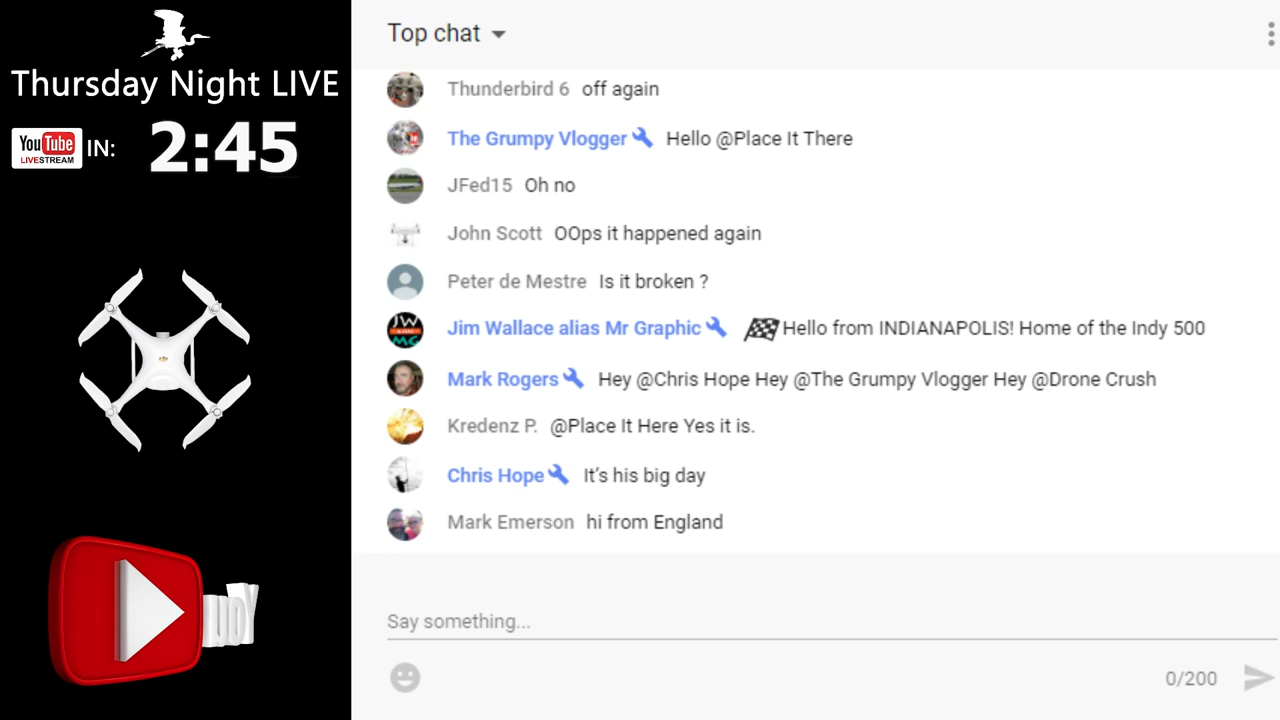 Thursday Night LIVE
YouTube
LIVESTREAM
IN: 2:45
UDY
Top chat
Thunderbird 6 off again
The Grumpy Vlogger Hello @Place It There
JFed15 Oh no
John Scott OOps it happened again
Peter de Mestre Is it broken ?
JW
MG
Jim Wallace alias Mr Graphic Hello from INDIANAPOLIS! Home of the Indy 500
Mark Rogers Hey @Chris Hope Hey @The Grumpy Vlogger Hey @Drone Crush
Kredenz P. @Place It Here Yes it is.
Chris Hope It’s his big day
Mark Emerson hi from England
Say something...
0/200